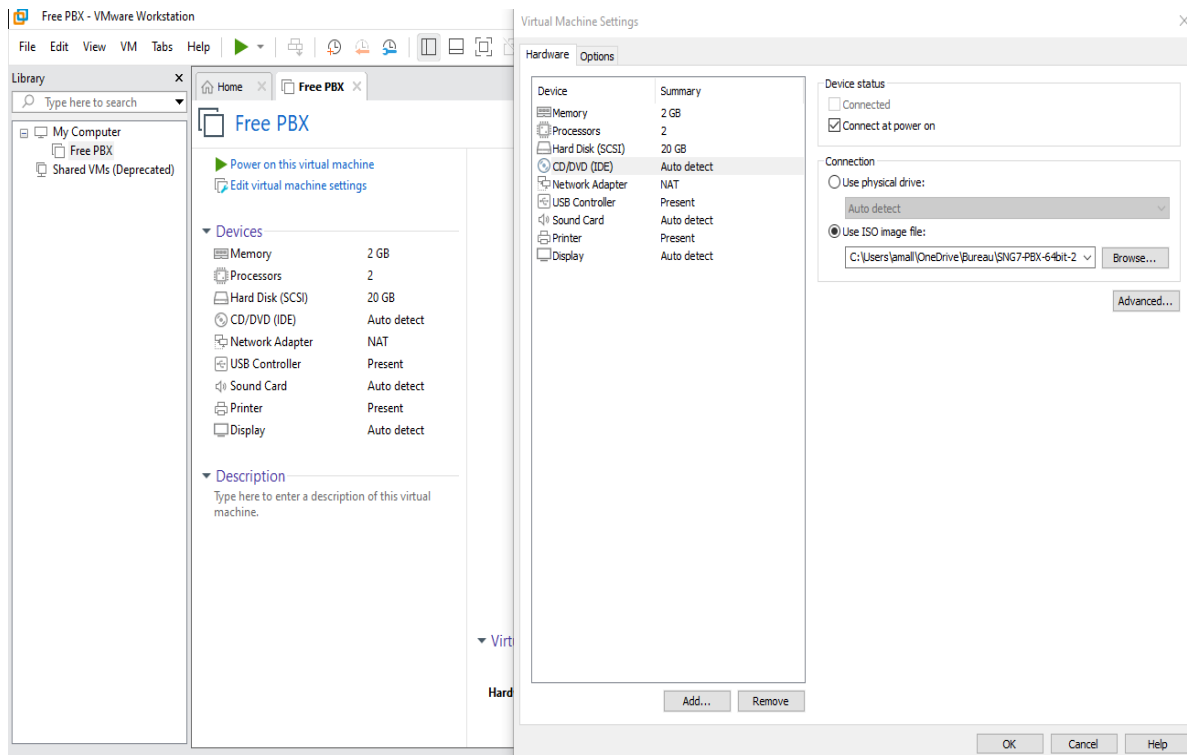 Free PBX - VMware Workstation
File Edit View VM Tabs Help
Library
Type here to search
My Computer
Free PBX
Shared VMs (Deprecated)
Home
Free PBX
Free PBX
Power on this virtual machine
Edit virtual machine settings
Devices
Memory 2 GB
Processors 2
Hard Disk (SCSI) 20 GB
CD/DVD (IDE) Auto detect
Network Adapter NAT
USB Controller Present
Sound Card Auto detect
Printer Present
Display Auto detect
Description
Type here to enter a description of this virtual
machine.
Virt
Hard
Virtual Machine Settings
Hardware Options
Device Summary
Memory 2 GB
Processors 2
Hard Disk (SCSI) 20 GB
CD/DVD (IDE) Auto detect
Network Adapter NAT
USB Controller Present
Sound Card Auto detect
Printer Present
Display Auto detect
Add... Remove
Device status
Connected
Connect at power on
Connection
Use physical drive:
Auto detect
Use ISO image file:
C:\Users\amall\OneDrive\Bureau\SNG7-PBX-64bit-2 Browse...
Advanced...
OK Cancel Help